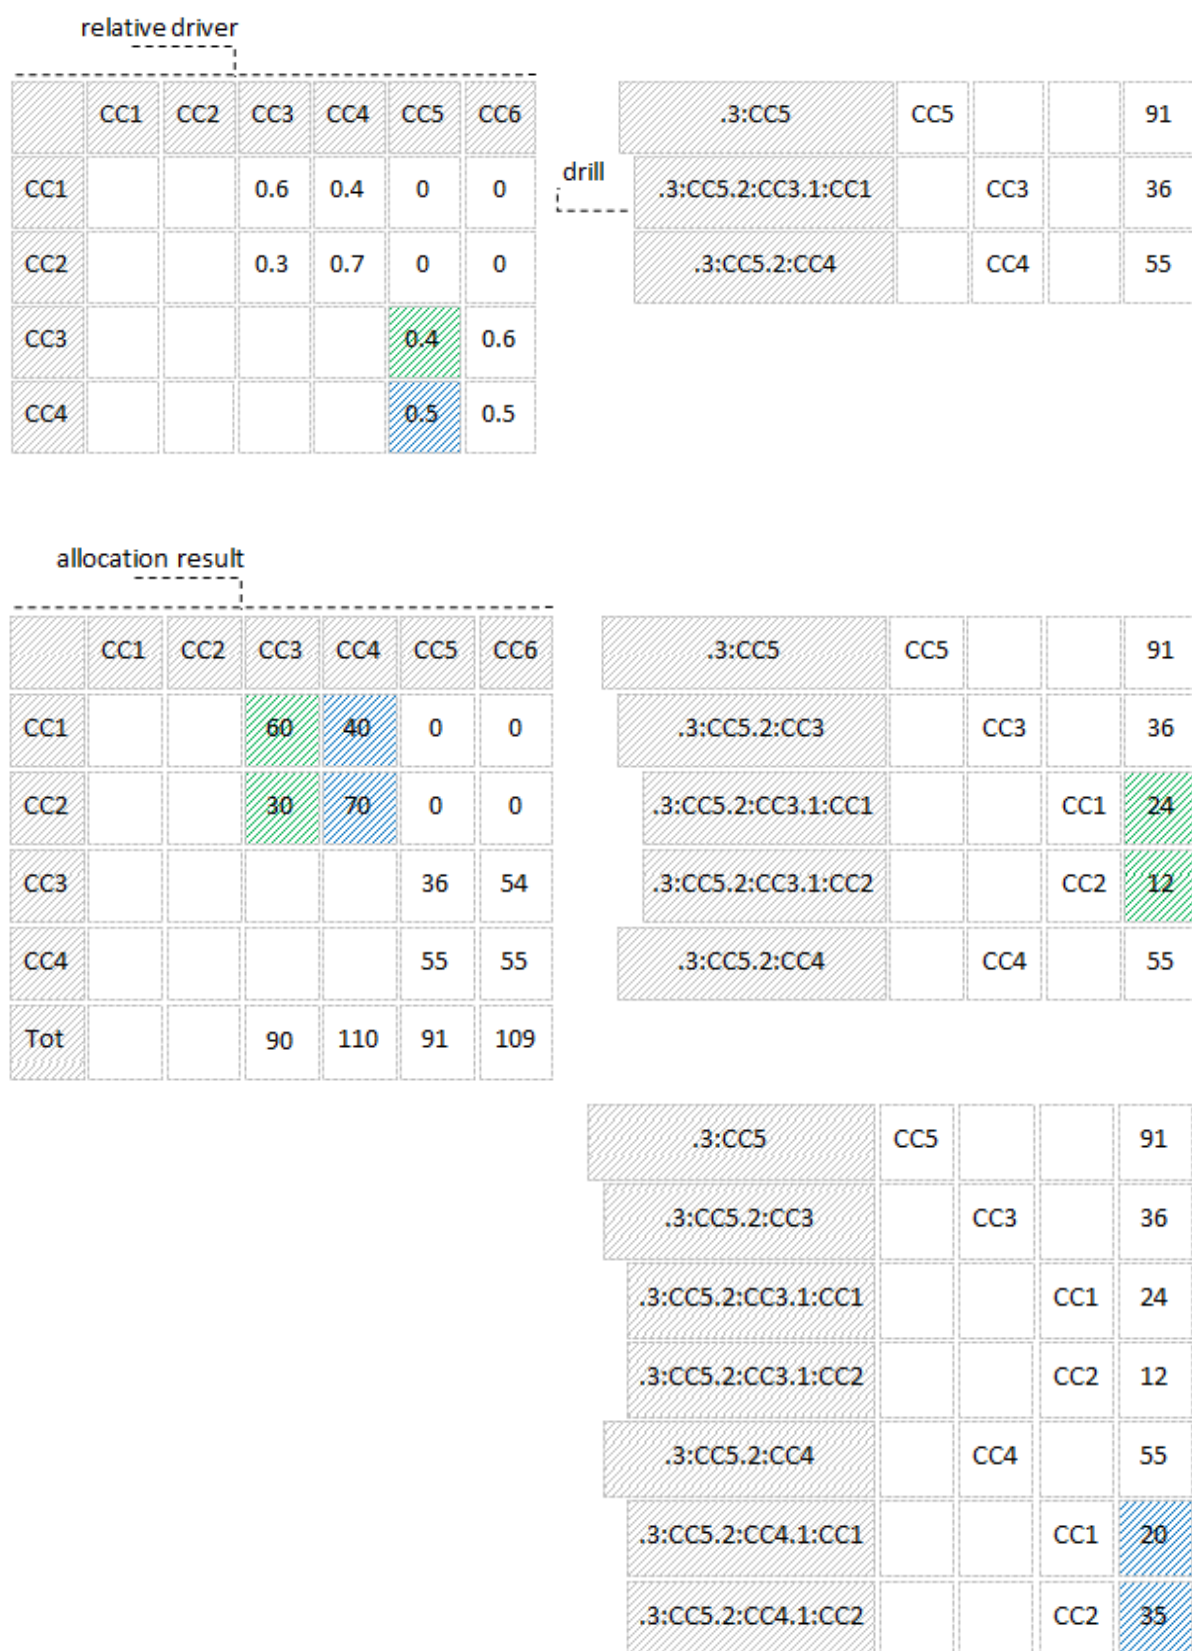 relative driver
CC1 CC2 CC3 CC4 CC5 CC6
CC1 0.6 0.4 0 0
CC2 0.3 0.7 0 0
CC3 0.4 0.6
CC4 0.5 0.5
.3:CC5 CC5 91
drill
.3:CC5.2:CC3.1:CC1 CC3 36
.3:CC5.2:CC4 CC4 55
allocation result
CC1 CC2 CC3 CC4 CC5 CC6
CC1 60 40 0 0
CC2 30 70 0 0
CC3 36 54
CC4 55 55
Tot 90 110 91 109
.3:CC5 CC5 91
.3:CC5.2:CC3 CC3 36
.3:CC5.2:CC3.1:CC1 CC1 24
.3:CC5.2:CC3.1:CC2 CC2 12
.3:CC5.2:CC4 CC4 55
.3:CC5 CC5 91
.3:CC5.2:CC3 CC3 36
.3:CC5.2:CC3.1:CC1 CC1 24
.3:CC5.2:CC3.1:CC2 CC2 12
.3:CC5.2:CC4 CC4 55
.3:CC5.2:CC4.1:CC1 CC1 20
.3:CC5.2:CC4.1:CC2 CC2 35